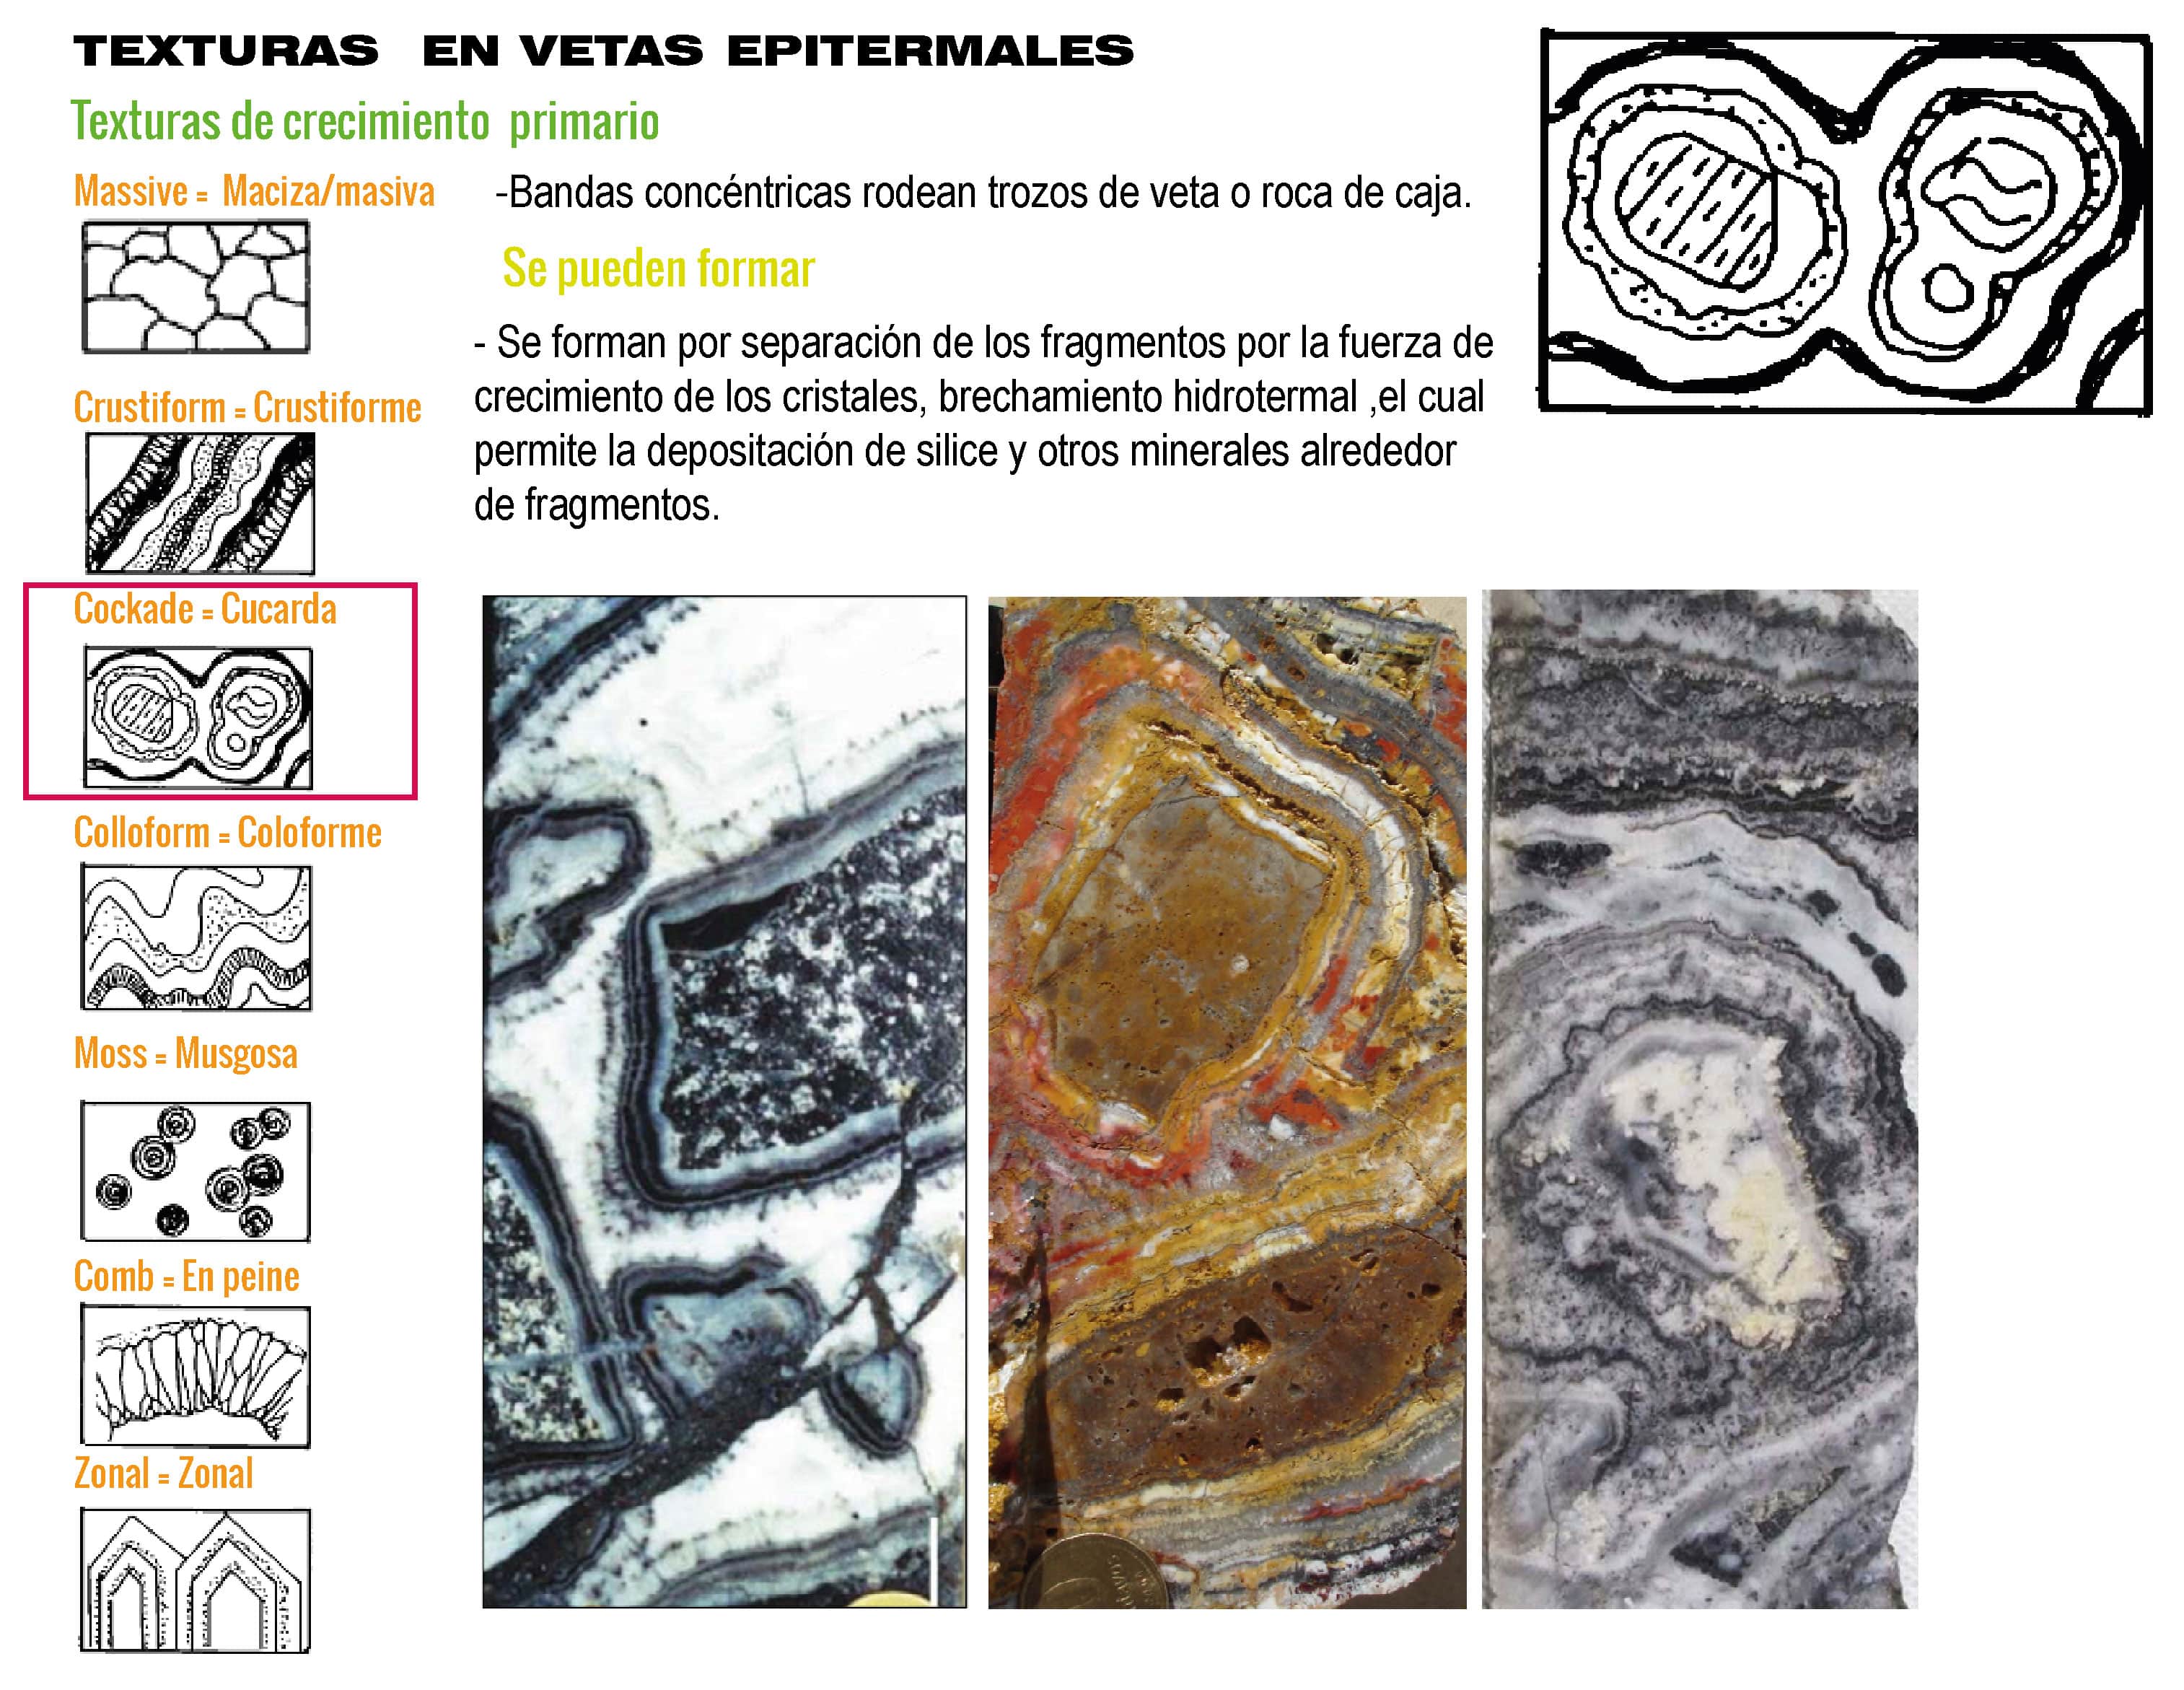 TEXTURAS EN VETAS EPITERMALES
Texturas de crecimiento primario
Massive = Maciza/masiva
-Bandas concéntricas rodean trozos de veta o roca de caja.
Se pueden formar
- Se forman por separación de los fragmentos por la fuerza de
crecimiento de los cristales, brechamiento hidrotermal ,el cual
permite la depositación de silice y otros minerales alrededor
de fragmentos.
Crustiform = Crustiforme
Cockade = Cucarda
Colloform = Coloforme
Moss = Musgosa
Comb = En peine
Zonal = Zonal